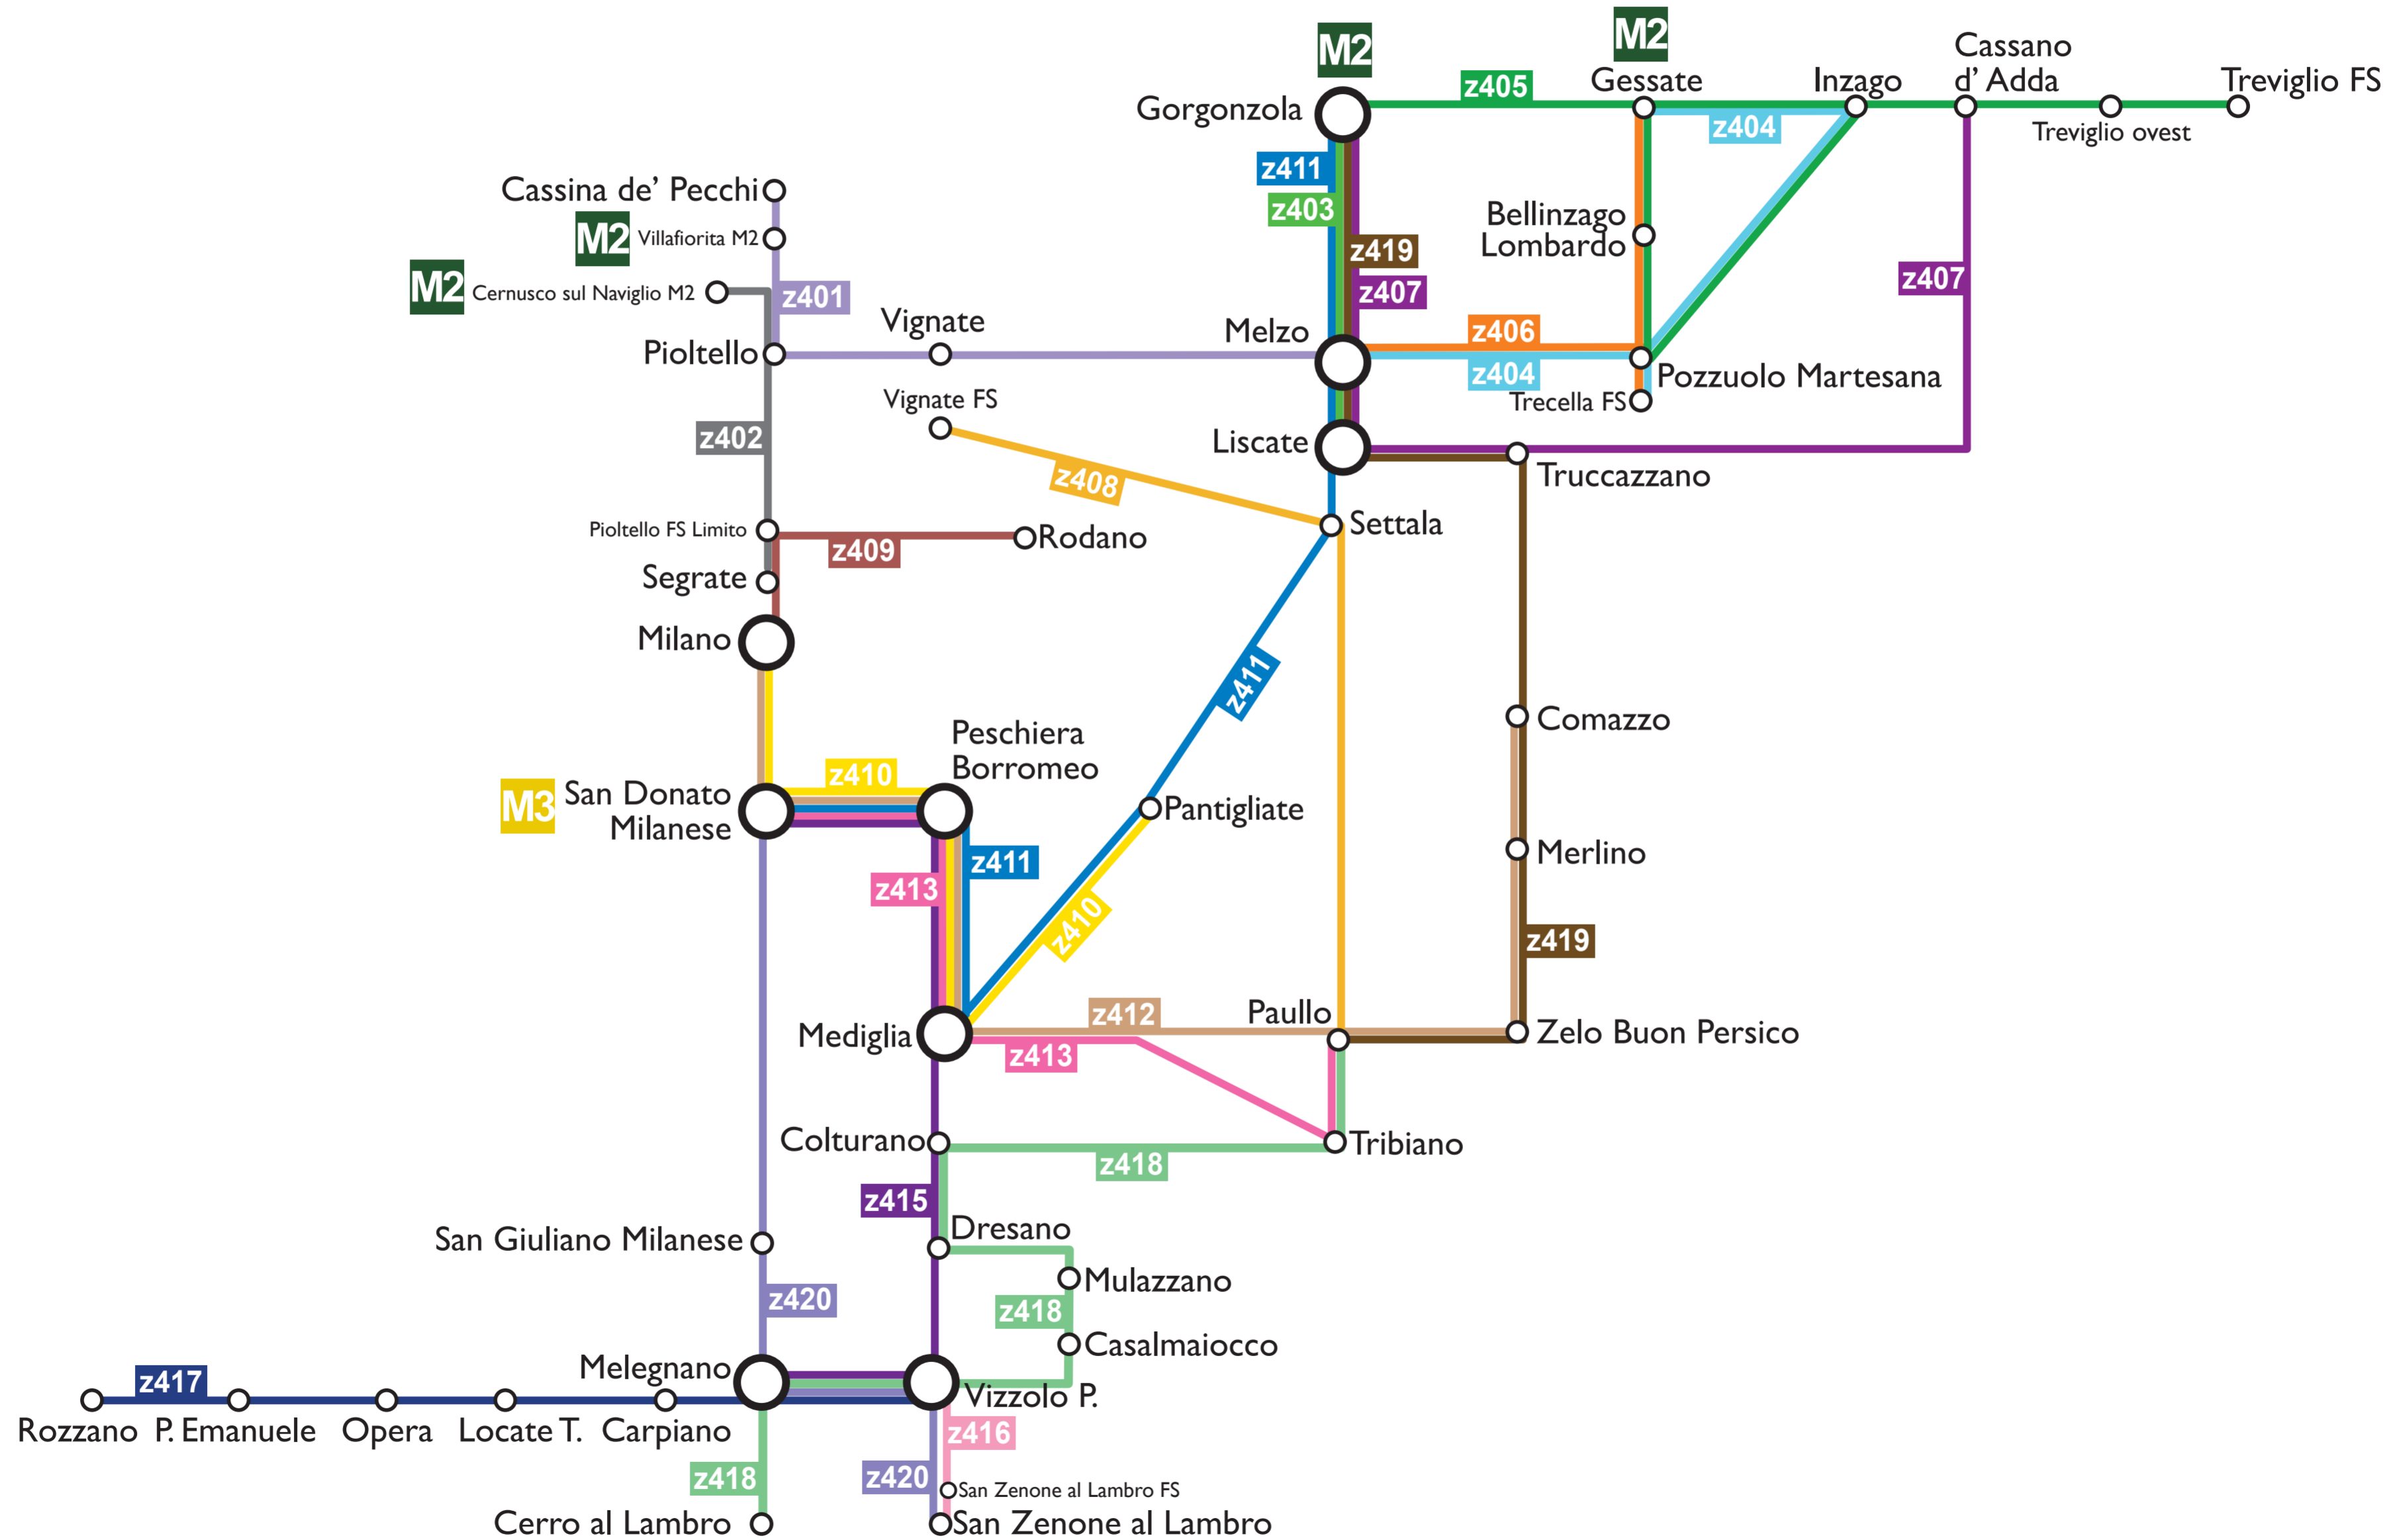 M2
M2
Cassano
d’ Adda
Gorgonzola
z405
Gessate
Inzago
Treviglio FS
z404
Treviglio ovest
z411
Cassina de’ Pecchi
z403
M2
Villafiorita M2
Bellinzago
Lombardo
z419
z407
M2
Cernusco sul Naviglio M2
z401
z407
Vignate
Melzo
z406
Pioltello
z404
Pozzuolo Martesana
Vignate FS
Trecella FS
z402
Liscate
Truccazzano
z408
Pioltello FS Limito
Settala
z409
Rodano
Segrate
Milano
z411
Comazzo
Peschiera
Borromeo
z410
M3
San Donato
Milanese
Pantigliate
z411
Merlino
z413
z410
z419
z412
Paullo
Mediglia
Zelo Buon Persico
z413
Colturano
Tribiano
z418
z415
Dresano
San Giuliano Milanese
Mulazzano
z420
z418
Casalmaiocco
Melegnano
z417
Vizzolo P.
Rozzano
P. Emanuele
Opera
Locate T.
Carpiano
z416
z418
z420
San Zenone al Lambro FS
Cerro al Lambro
San Zenone al Lambro